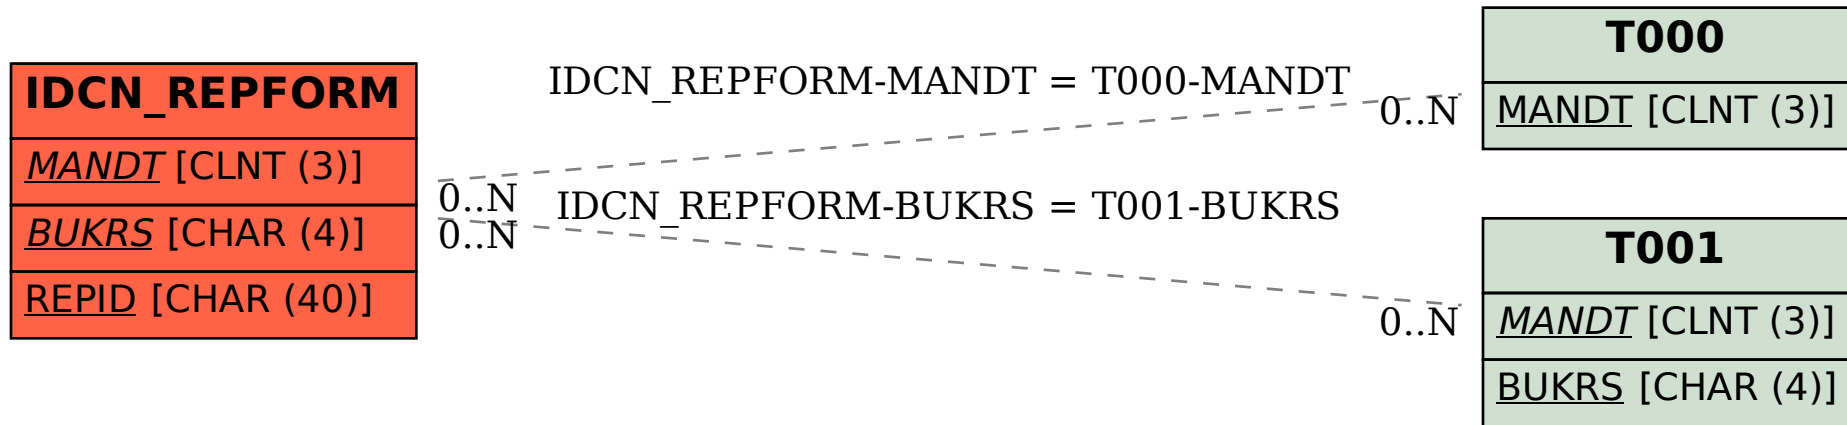 IDCN_REPFORM
MANDT [CLNT (3)]
BUKRS [CHAR (4)]
REPID [CHAR (40)]
IDCN_REPFORM-MANDT = T000-MANDT
0..N
0..N
IDCN_REPFORM-BUKRS = T001-BUKRS
0..N
0..N
T000
MANDT [CLNT (3)]
T001
MANDT [CLNT (3)]
BUKRS [CHAR (4)]